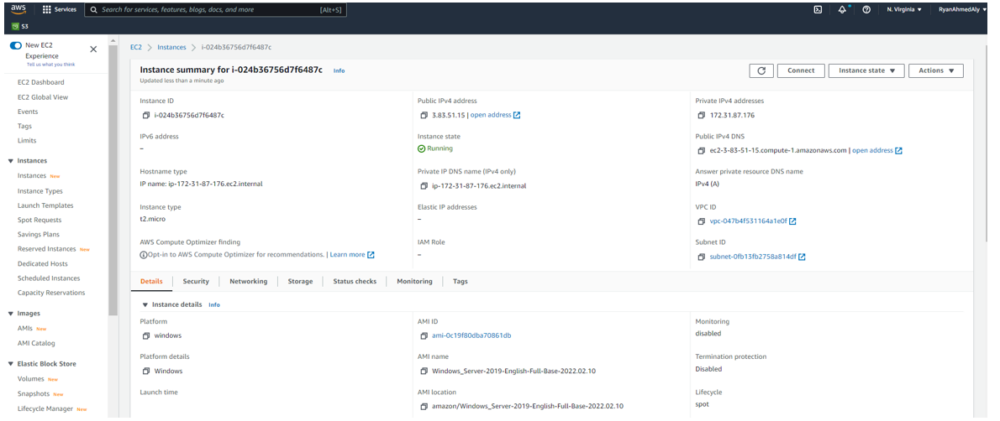 aws Services Search for services, features, blogs, docs, and more [Alt+S] N. Virginia ▼ RyanAhmedAly ▼
S3
New EC2 Experience
Tell us what you think
EC2 Dashboard
EC2 Global View
Events
Tags
Limits
▼ Instances
Instances New
Instance Types
Launch Templates
Spot Requests
Savings Plans
Reserved Instances New
Dedicated Hosts
Scheduled Instances
Capacity Reservations
▼ Images
AMIs New
AMI Catalog
▼ Elastic Block Store
Volumes New
Snapshots New
Lifecycle Manager New
EC2 > Instances > i-024b36756d7f6487c
Instance summary for i-024b36756d7f6487c Info
Updated less than a minute ago
Connect Instance state ▼ Actions ▼
Instance ID
i-024b36756d7f6487c
Public IPv4 address
3.83.51.15 | open address
Private IPv4 addresses
172.31.87.176
IPv6 address
–
Instance state
Running
Public IPv4 DNS
ec2-3-83-51-15.compute-1.amazonaws.com | open address
Hostname type
IP name: ip-172-31-87-176.ec2.internal
Private IP DNS name (IPv4 only)
ip-172-31-87-176.ec2.internal
Answer private resource DNS name
IPv4 (A)
Instance type
t2.micro
Elastic IP addresses
–
VPC ID
vpc-047b4f531164a1e0f
AWS Compute Optimizer finding
Opt-in to AWS Compute Optimizer for recommendations. | Learn more
IAM Role
–
Subnet ID
subnet-0fb13fb2758a814df
Details Security Networking Storage Status checks Monitoring Tags
▼ Instance details Info
Platform
windows
AMI ID
ami-0c19f80dba70861db
Monitoring
disabled
Platform details
Windows
AMI name
Windows_Server-2019-English-Full-Base-2022.02.10
Termination protection
Disabled
Launch time
AMI location
amazon/Windows_Server-2019-English-Full-Base-2022.02.10
Lifecycle
spot